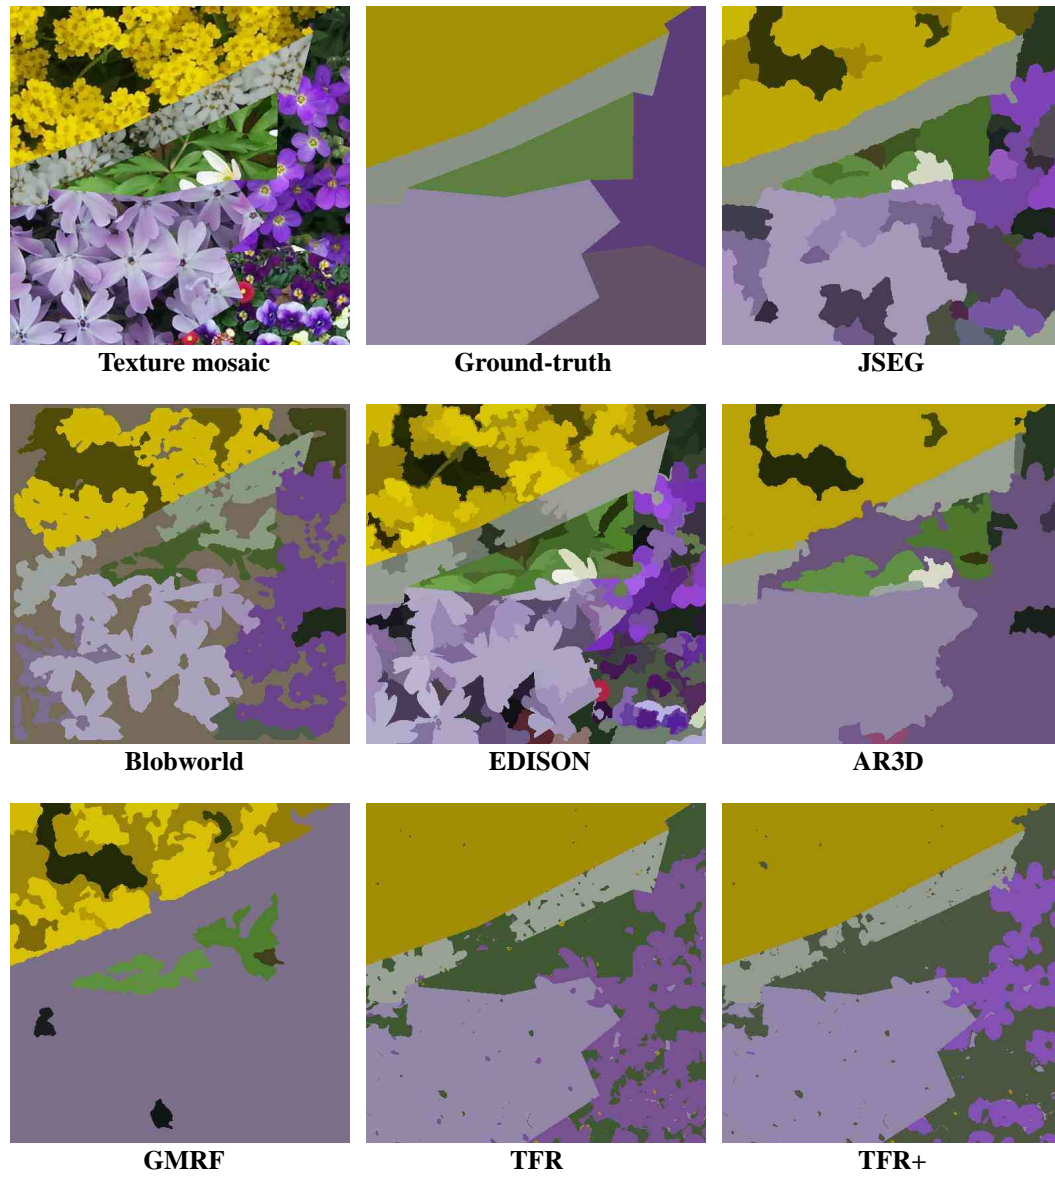 Texture mosaic
Ground-truth
JSEG
Blobworld
EDISON
AR3D
GMRF
TFR
TFR+